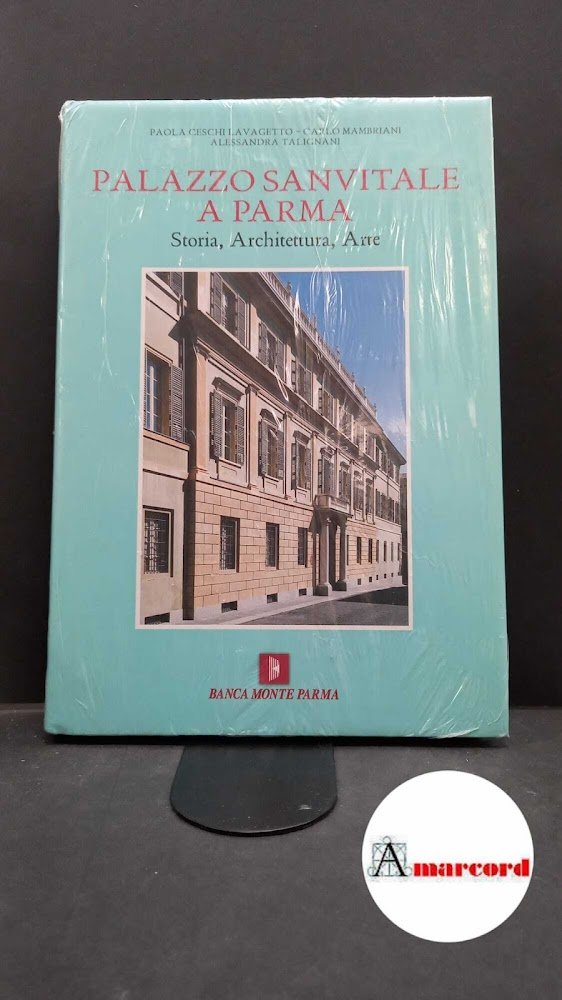 PAOLA CESCHI LAVAGETTO - CARLO MAMBRIANI
ALESSANDRA TALIGNANI
PALAZZO SANVITALE
A PARMA
Storia, Architettura, Arte
BANCA MONTE PARMA
Amarcord